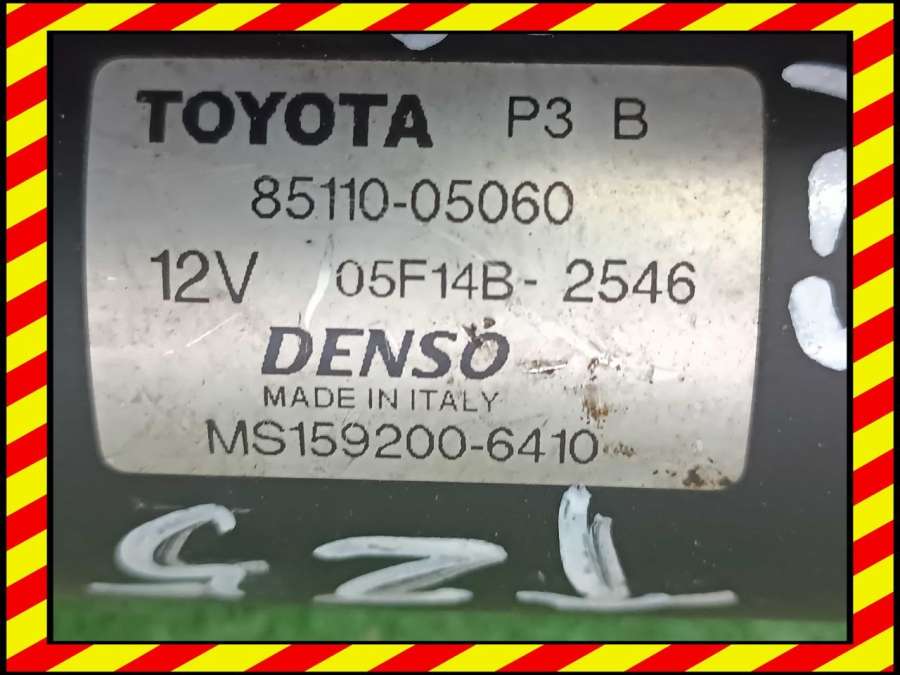 TOYOTA P3 B
85110-05060
12V 05F14B- 2546
DENSO
MADE IN ITALY
MS159200-6410